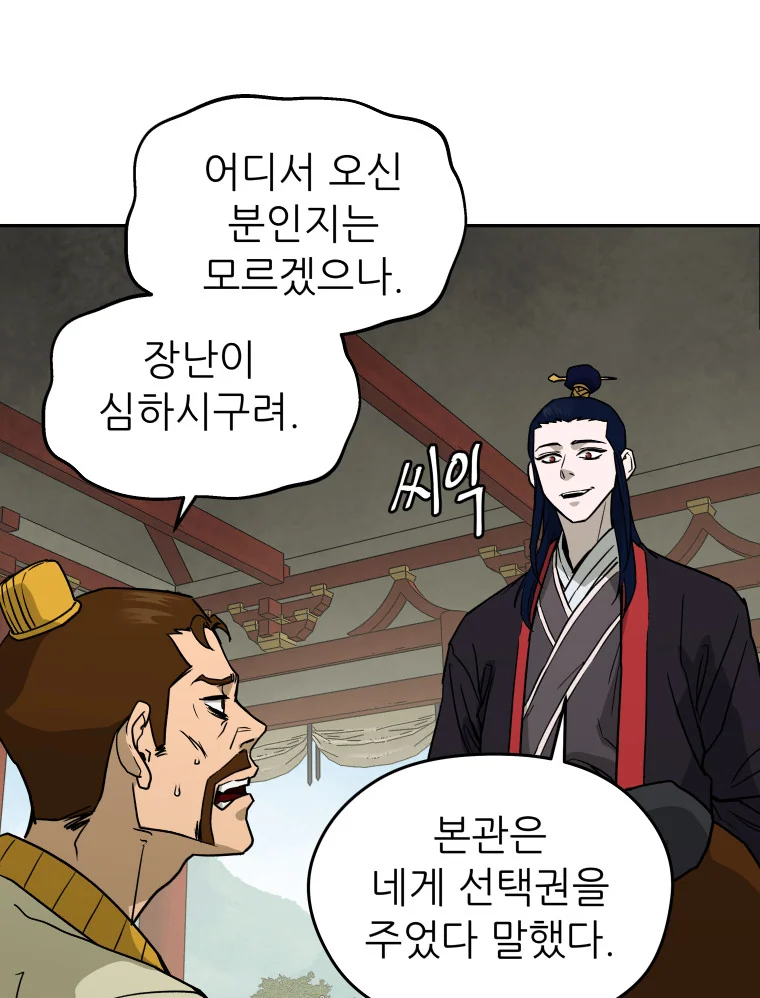 어디서 오신
분인지는
모르겠으나.
장난이
심하시구려.
씨익
본관은
네게 선택권을
주었다 말했다.